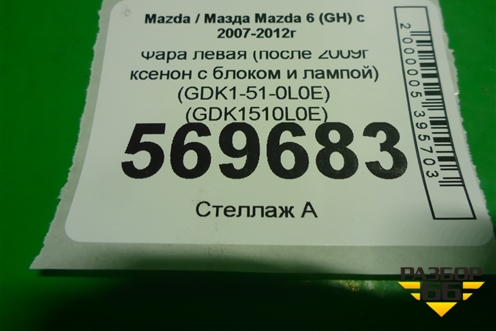 Mazda / Мазда Mazda 6 (GH) с
2007-2012г
Фара левая (после 2009г
ксенон с блоком и лампой)
(GDK1-51-0L0E)
(GDK1510L0E)
569683
Стеллаж А
2000005395703
РАЗБОР
66